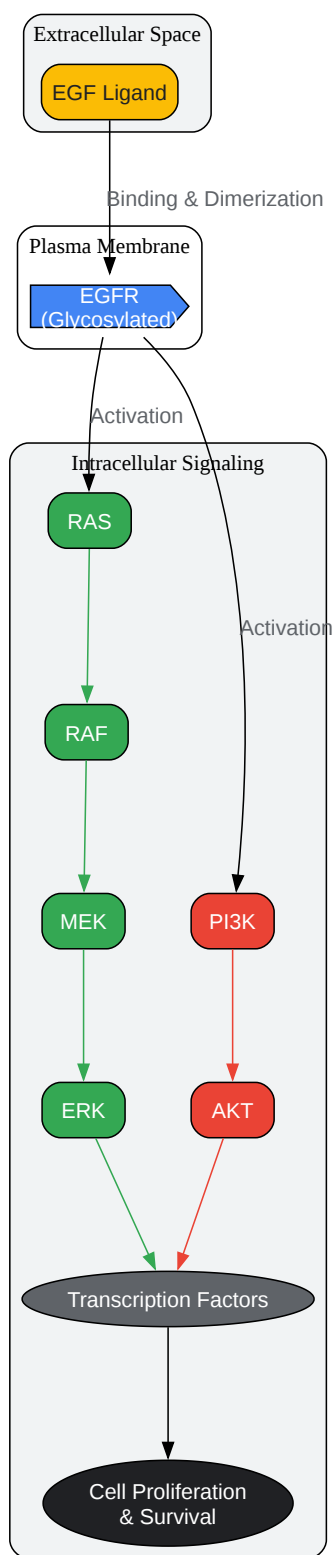 Extracellular Space
EGF Ligand
Binding & Dimerization
Plasma Membrane
EGFR
(Glycosylated)
Activation
Intracellular Signaling
RAS
Activation
RAF
MEK
PI3K
ERK
AKT
Transcription Factors
Cell Proliferation
& Survival